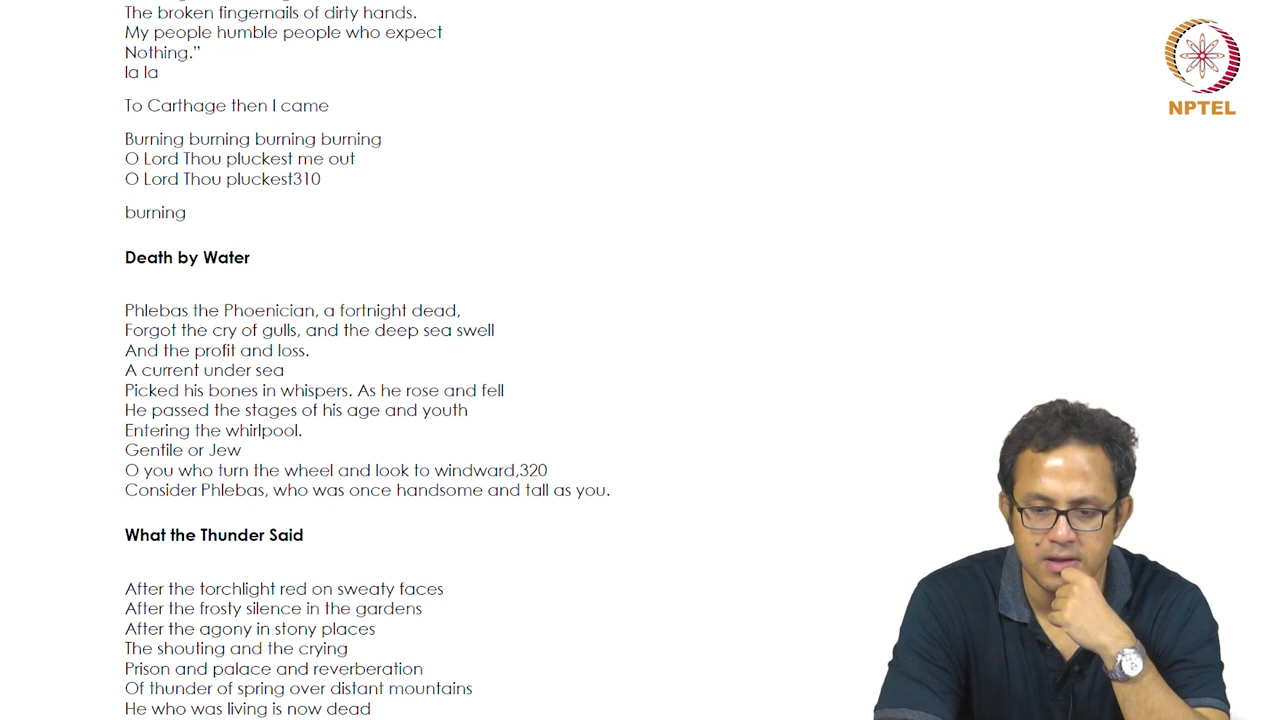 The broken fingernails of dirty hands.
My people humble people who expect
Nothing.”
la la
To Carthage then I came
Burning burning burning burning
O Lord Thou pluckest me out
O Lord Thou pluckest310
burning
Death by Water
Phlebas the Phoenician, a fortnight dead,
Forgot the cry of gulls, and the deep sea swell
And the profit and loss.
A current under sea
Picked his bones in whispers. As he rose and fell
He passed the stages of his age and youth
Entering the whirlpool.
Gentile or Jew
O you who turn the wheel and look to windward,320
Consider Phlebas, who was once handsome and tall as you.
What the Thunder Said
After the torchlight red on sweaty faces
After the frosty silence in the gardens
After the agony in stony places
The shouting and the crying
Prison and palace and reverberation
Of thunder of spring over distant mountains
He who was living is now dead
NPTEL